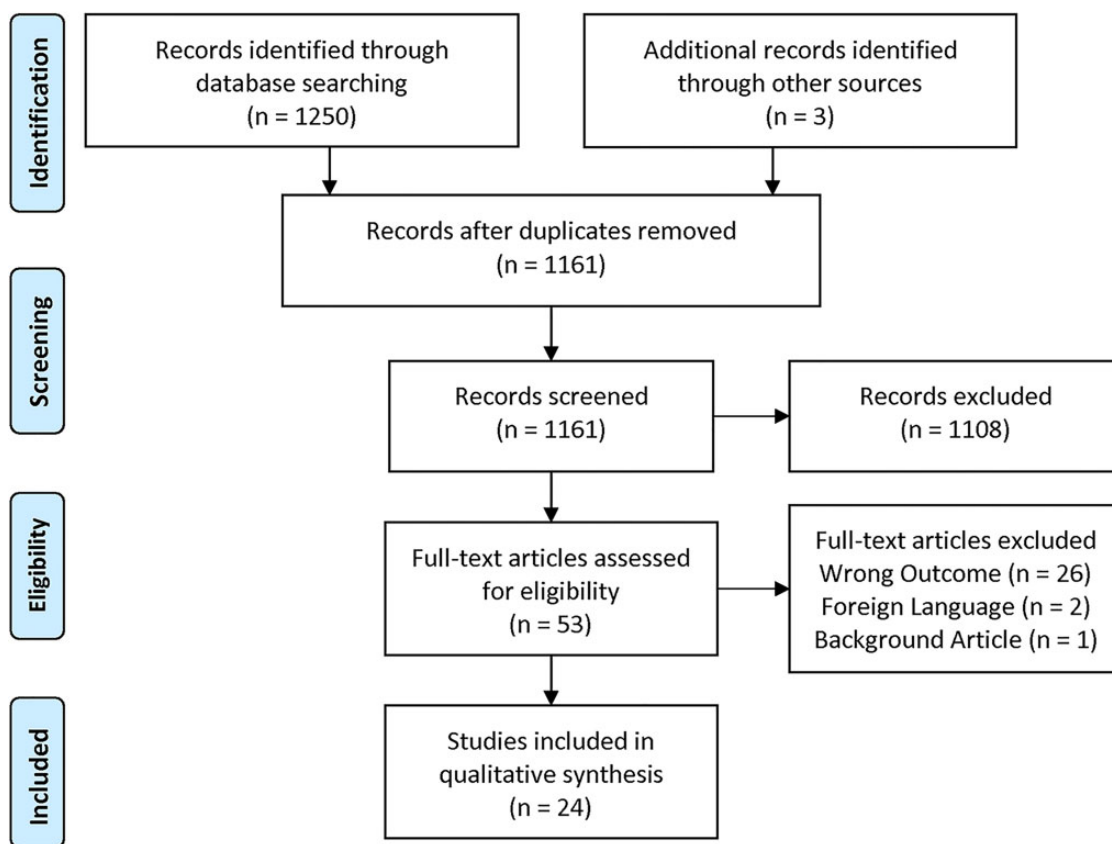 Identification
Records identified through
database searching
(n = 1250)
Additional records identified
through other sources
(n = 3)
Records after duplicates removed
(n = 1161)
Screening
Records screened
(n = 1161)
Records excluded
(n = 1108)
Eligibility
Full-text articles assessed
for eligibility
(n = 53)
Full-text articles excluded
Wrong Outcome (n = 26)
Foreign Language (n = 2)
Background Article (n = 1)
Included
Studies included in
qualitative synthesis
(n = 24)